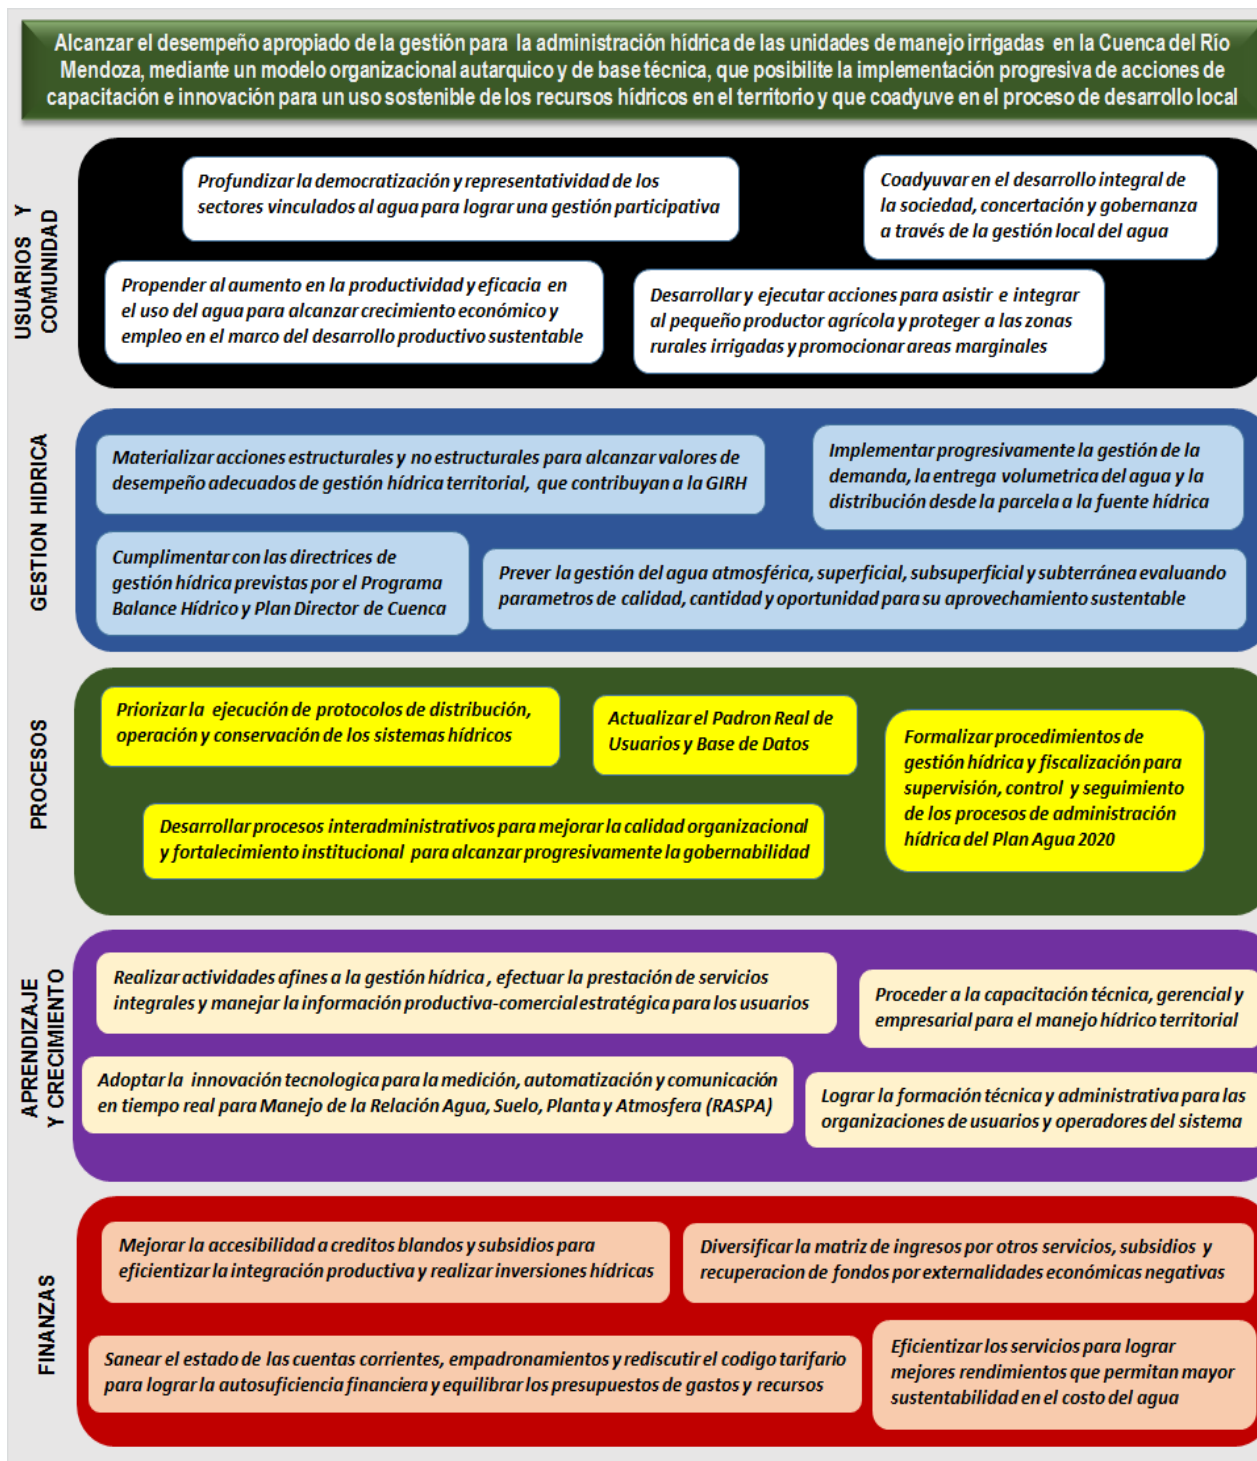 Alcanzar el desempeño apropiado de la gestión para la administración hídrica de las unidades de manejo irrigadas en la Cuenca del Río
Mendoza, mediante un modelo organizacional autarquico y de base técnica, que posibilite la implementación progresiva de acciones de
capacitación e innovación para un uso sostenible de los recursos hídricos en el territorio y que coadyuve en el proceso de desarrollo local
USUARIOS Y
COMUNIDAD
Profundizar la democratización y representatividad de los
sectores vinculados al agua para lograr una gestión participativa
Coadyuvar en el desarrollo integral de
la sociedad, concertación y gobernanza
a través de la gestión local del agua
Propender al aumento en la productividad y eficacia en
el uso del agua para alcanzar crecimiento económico y
empleo en el marco del desarrollo productivo sustentable
Desarrollar y ejecutar acciones para asistir e integrar
al pequeño productor agrícola y proteger a las zonas
rurales irrigadas y promocionar areas marginales
GESTION HIDRICA
Materializar acciones estructurales y no estructurales para alcanzar valores de
desempeño adecuados de gestión hídrica territorial, que contribuyan a la GIRH
Implementar progresivamente la gestión de la
demanda, la entrega volumetrica del agua y la
distribución desde la parcela a la fuente hídrica
Cumplimentar con las directrices de
gestión hídrica previstas por el Programa
Balance Hídrico y Plan Director de Cuenca
Prever la gestión del agua atmosférica, superficial, subsuperficial y subterránea evaluando
parametros de calidad, cantidad y oportunidad para su aprovechamiento sustentable
PROCESOS
Priorizar la ejecución de protocolos de distribución,
operación y conservación de los sistemas hídricos
Actualizar el Padron Real de
Usuarios y Base de Datos
Formalizar procedimientos de
gestión hídrica y fiscalización para
supervisión, control y seguimiento
de los procesos de administración
hídrica del Plan Agua 2020
Desarrollar procesos interadministrativos para mejorar la calidad organizacional
y fortalecimiento institucional para alcanzar progresivamente la gobernabilidad
APRENDIZAJE
Y CRECIMIENTO
Realizar actividades afines a la gestión hídrica , efectuar la prestación de servicios
integrales y manejar la información productiva-comercial estratégica para los usuarios
Proceder a la capacitación técnica, gerencial y
empresarial para el manejo hídrico territorial
Adoptar la innovación tecnologica para la medición, automatización y comunicación
en tiempo real para Manejo de la Relación Agua, Suelo, Planta y Atmosfera (RASPA)
Lograr la formación técnica y administrativa para las
organizaciones de usuarios y operadores del sistema
FINANZAS
Mejorar la accesibilidad a creditos blandos y subsidios para
eficientizar la integración productiva y realizar inversiones hídricas
Diversificar la matriz de ingresos por otros servicios, subsidios y
recuperacion de fondos por externalidades económicas negativas
Sanear el estado de las cuentas corrientes, empadronamientos y rediscutir el codigo tarifario
para lograr la autosuficiencia financiera y equilibrar los presupuestos de gastos y recursos
Eficientizar los servicios para lograr
mejores rendimientos que permitan mayor
sustentabilidad en el costo del agua